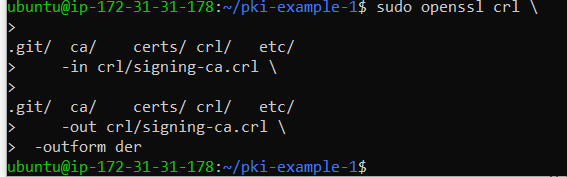 ubuntu@ip-172-31-31-178:~/pki-example-1$ sudo openssl crl \
>
.git/  ca/    certs/ crl/   etc/
>     -in crl/signing-ca.crl \
>
.git/  ca/    certs/ crl/   etc/
>     -out crl/signing-ca.crl \
>  -outform der
ubuntu@ip-172-31-31-178:~/pki-example-1$